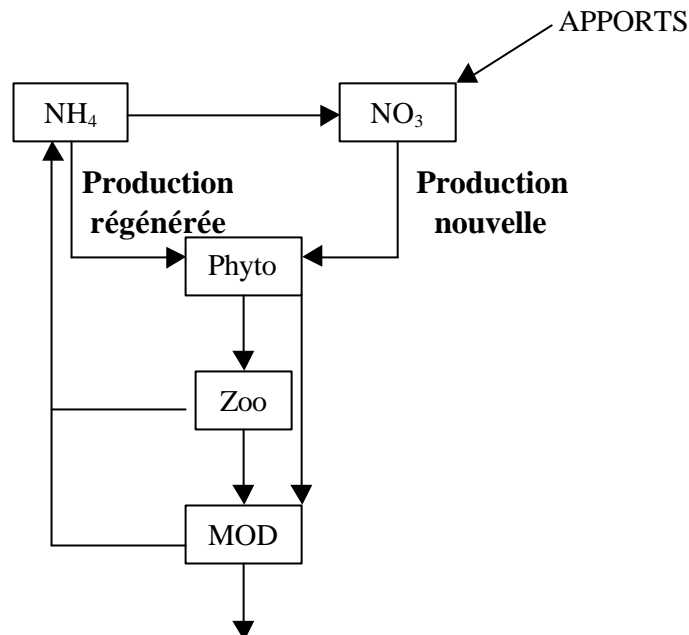 APPORTS
NH₄
NO₃
Production
régénérée
Production
nouvelle
Phyto
Zoo
MOD